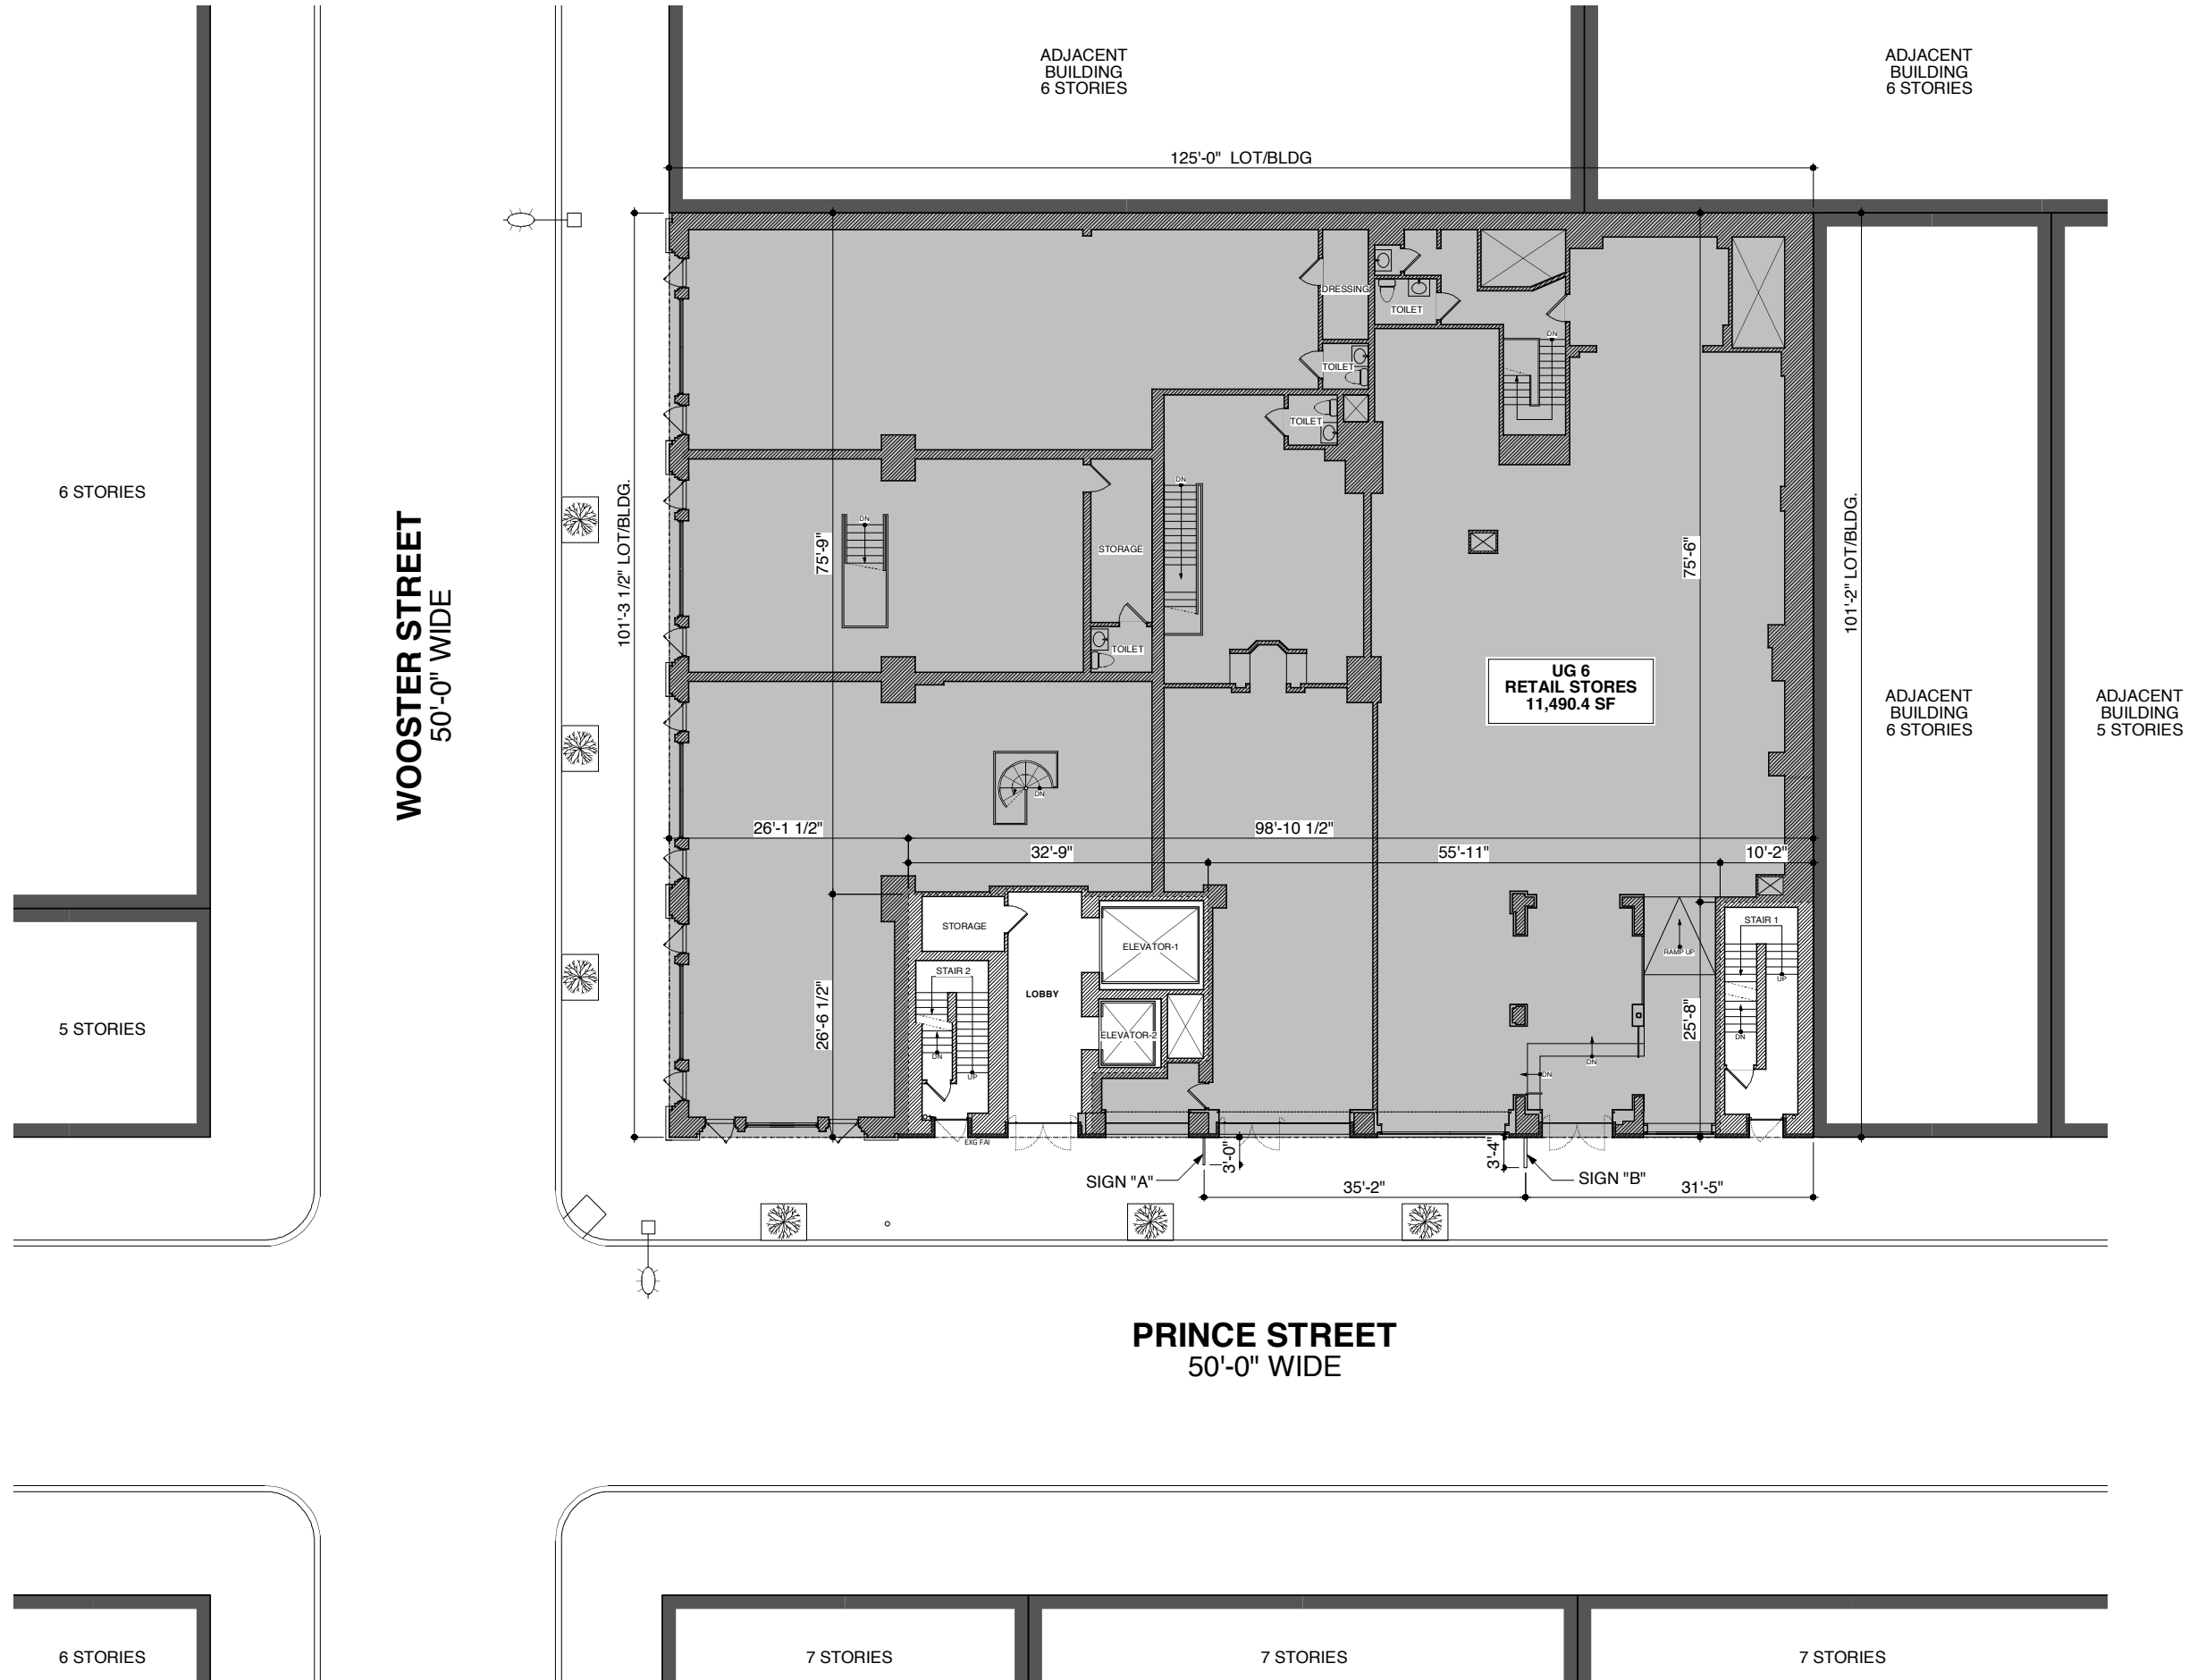 ADJACENT
BUILDING
6 STORIES
ADJACENT
BUILDING
6 STORIES
125'-0" LOT/BLDG
DRESSING
TOILET
DN
TOILET
TOILET
6 STORIES
WOOSTER STREET
50'-0" WIDE
101'-3 1/2" LOT/BLDG.
75'-9"
DN
STORAGE
DN
75'-6"
101'-2" LOT/BLDG.
TOILET
UG 6
RETAIL STORES
11,490.4 SF
ADJACENT
BUILDING
6 STORIES
ADJACENT
BUILDING
5 STORIES
DN
26'-1 1/2"
98'-10 1/2"
32'-9"
55'-11"
10'-2"
STORAGE
ELEVATOR-1
STAIR 1
RAMP UP
UP
STAIR 2
LOBBY
5 STORIES
26'-6 1/2"
25'-8"
ELEVATOR-2
DN
DN
UP
DN
DN
EXG FAI
3'-0"
3'-4"
SIGN "A"
SIGN "B"
35'-2"
31'-5"
PRINCE STREET
50'-0" WIDE
6 STORIES
7 STORIES
7 STORIES
7 STORIES